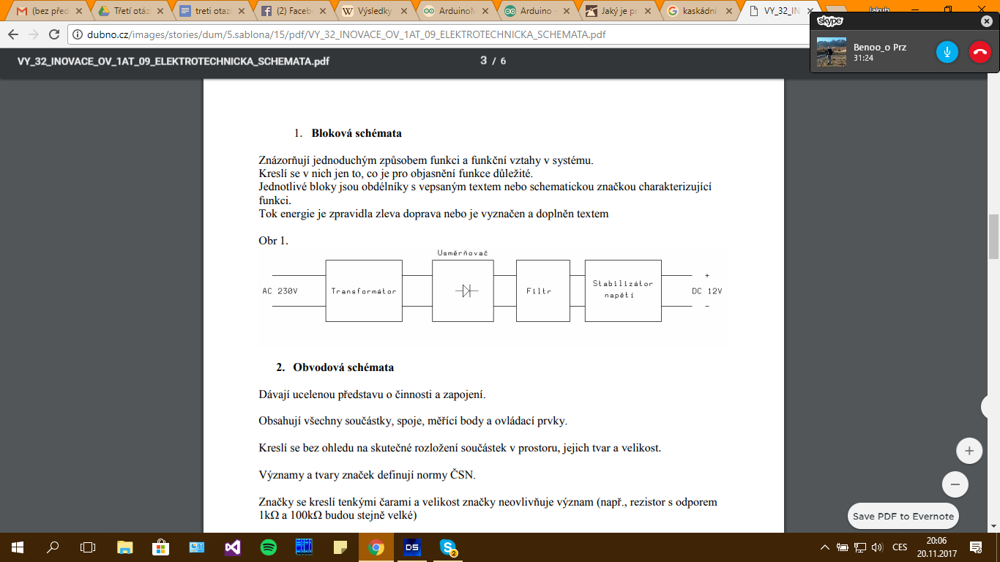 (bez před
Třetí otáz
treti otazi
(2) Faceb
Výsledky
ArduinoM
Arduino -
Jaký je pr
kaskádní
VY_32_IN
Jakub
dubno.cz/images/stories/dum/5.sablona/15/pdf/VY_32_INOVACE_OV_1AT_09_ELEKTROTECHNICKA_SCHEMATA.pdf
skype
Benoo_o Prz
31:24
VY_32_INOVACE_OV_1AT_09_ELEKTROTECHNICKA_SCHEMATA.pdf
3 / 6
1. Bloková schémata
Znázorňují jednoduchým způsobem funkci a funkční vztahy v systému.
Kreslí se v nich jen to, co je pro objasnění funkce důležité.
Jednotlivé bloky jsou obdélníky s vepsaným textem nebo schematickou značkou charakterizující
funkci.
Tok energie je zpravidla zleva doprava nebo je vyznačen a doplněn textem
Obr 1.
Usměrňovač
AC 230V
Transformátor
Filtr
Stabilizátor
napětí
+
DC 12V
−
2. Obvodová schémata
Dávají ucelenou představu o činnosti a zapojení.
Obsahují všechny součástky, spoje, měřící body a ovládací prvky.
Kreslí se bez ohledu na skutečné rozložení součástek v prostoru, jejich tvar a velikost.
Významy a tvary značek definují normy ČSN.
Značky se kreslí tenkými čarami a velikost značky neovlivňuje význam (např., rezistor s odporem
1kΩ a 100kΩ budou stejně velké)
Save PDF to Evernote
DS
2
CES
20:06
20.11.2017